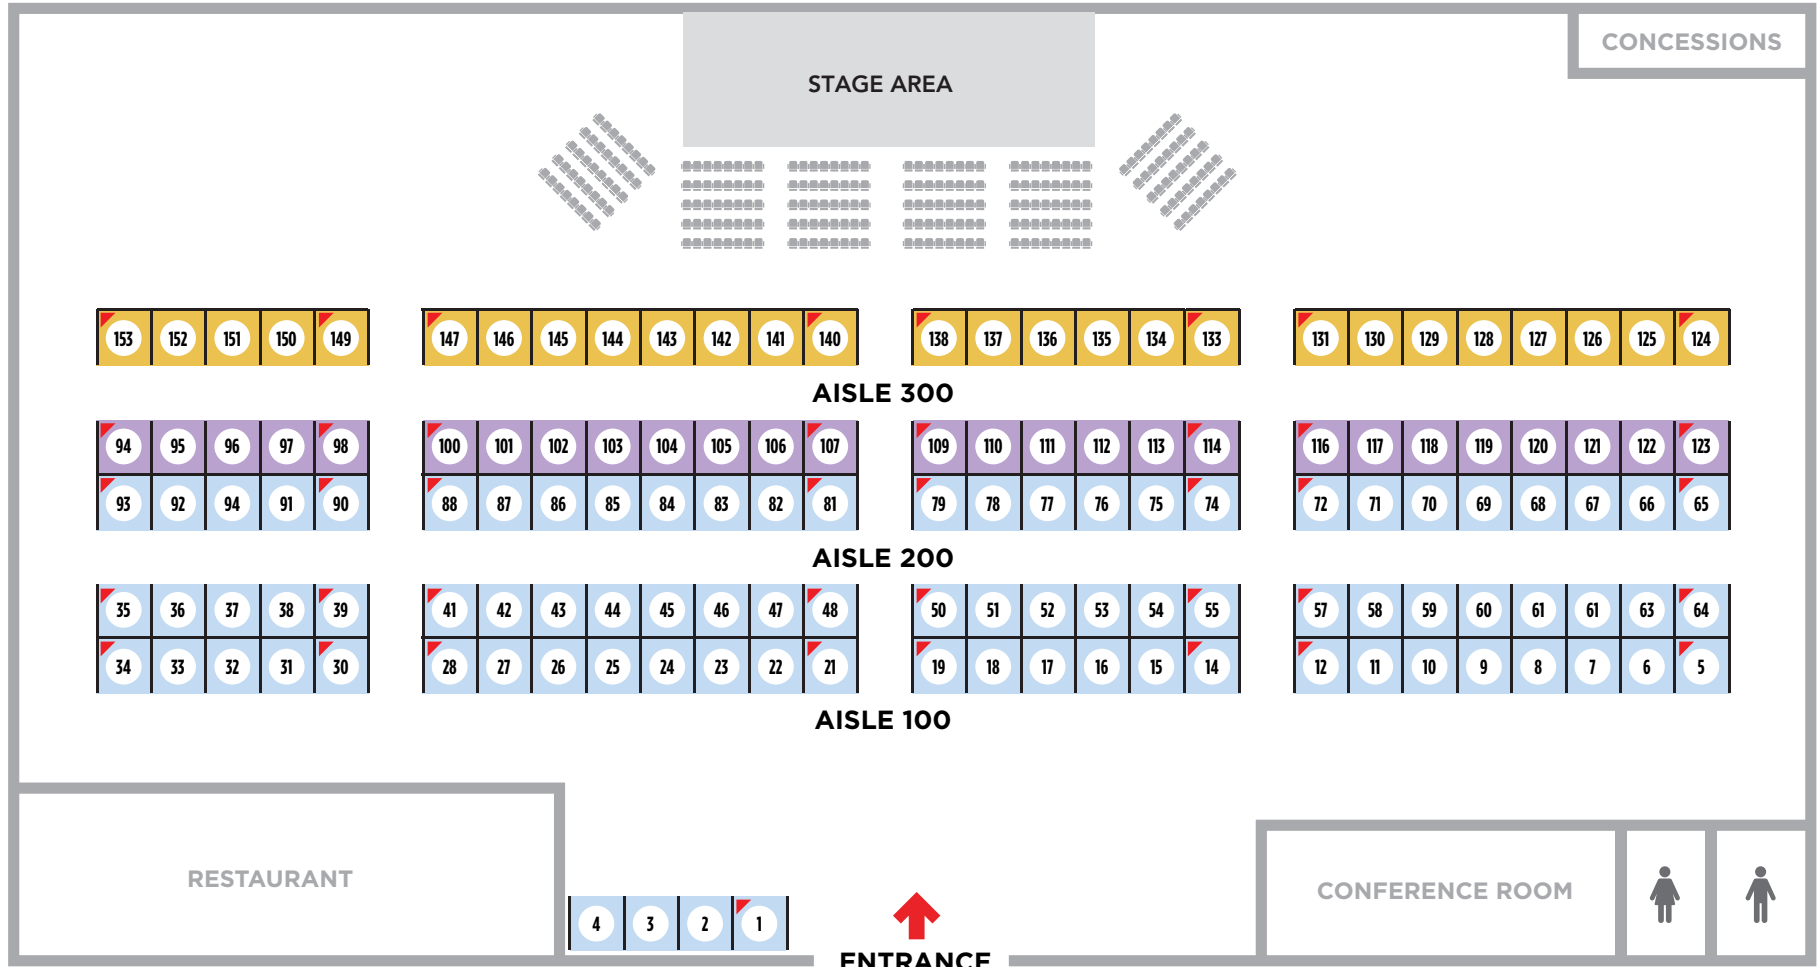 CONCESSIONS
STAGE AREA
153 152 151 150 149 147 146 145 144 143 142 141 140 138 137 136 135 134 133 131 130 129 128 127 126 125 124
AISLE 300
94 95 96 97 98 100 101 102 103 104 105 106 107 109 110 111 112 113 114 116 117 118 119 120 121 122 123
93 92 94 91 90 88 87 86 85 84 83 82 81 79 78 77 76 75 74 72 71 70 69 68 67 66 65
AISLE 200
35 36 37 38 39 41 42 43 44 45 46 47 48 50 51 52 53 54 55 57 58 59 60 61 61 63 64
34 33 32 31 30 28 27 26 25 24 23 22 21 19 18 17 16 15 14 12 11 10 9 8 7 6 5
AISLE 100
RESTAURANT
CONFERENCE ROOM
4 3 2 1
ENTRANCE